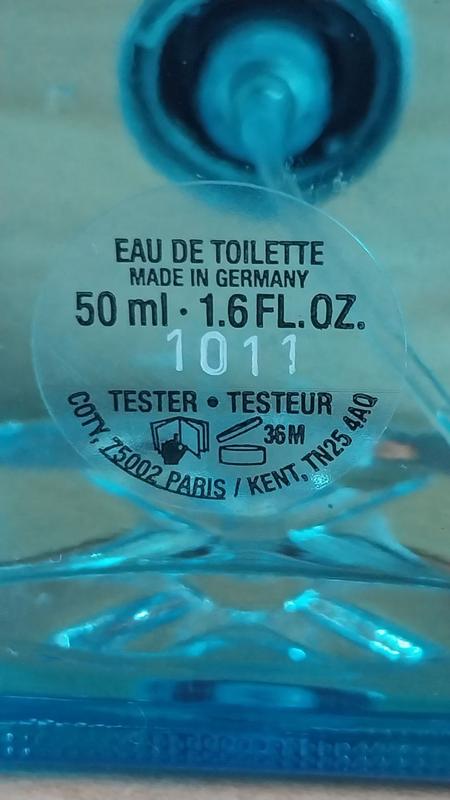 EAU DE TOILETTE
MADE IN GERMANY
50 ml · 1.6 FL. OZ.
1011
TESTER • TESTEUR
36M
COTY, 75002 PARIS / KENT, TN25 4AQ